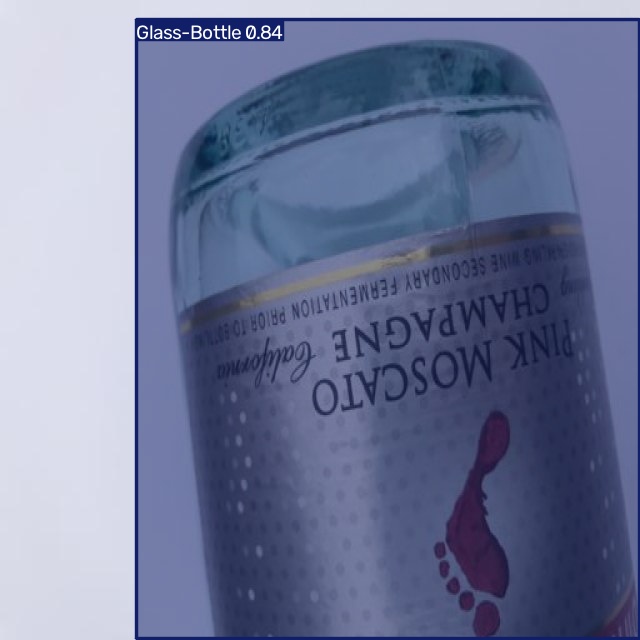 Glass-Bottle 0.84
PINK MOSCATO
CHAMPAGNE
California
WINE SECONDARY FERMENTATION PRIOR TO